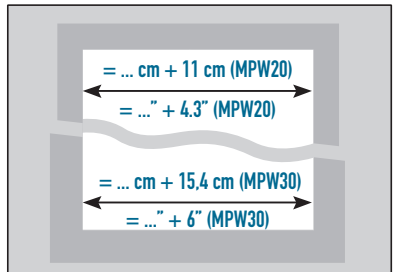 = ... cm + 11 cm (MPW20)
= ...” + 4.3” (MPW20)
= ... cm + 15,4 cm (MPW30)
= ...” + 6” (MPW30)